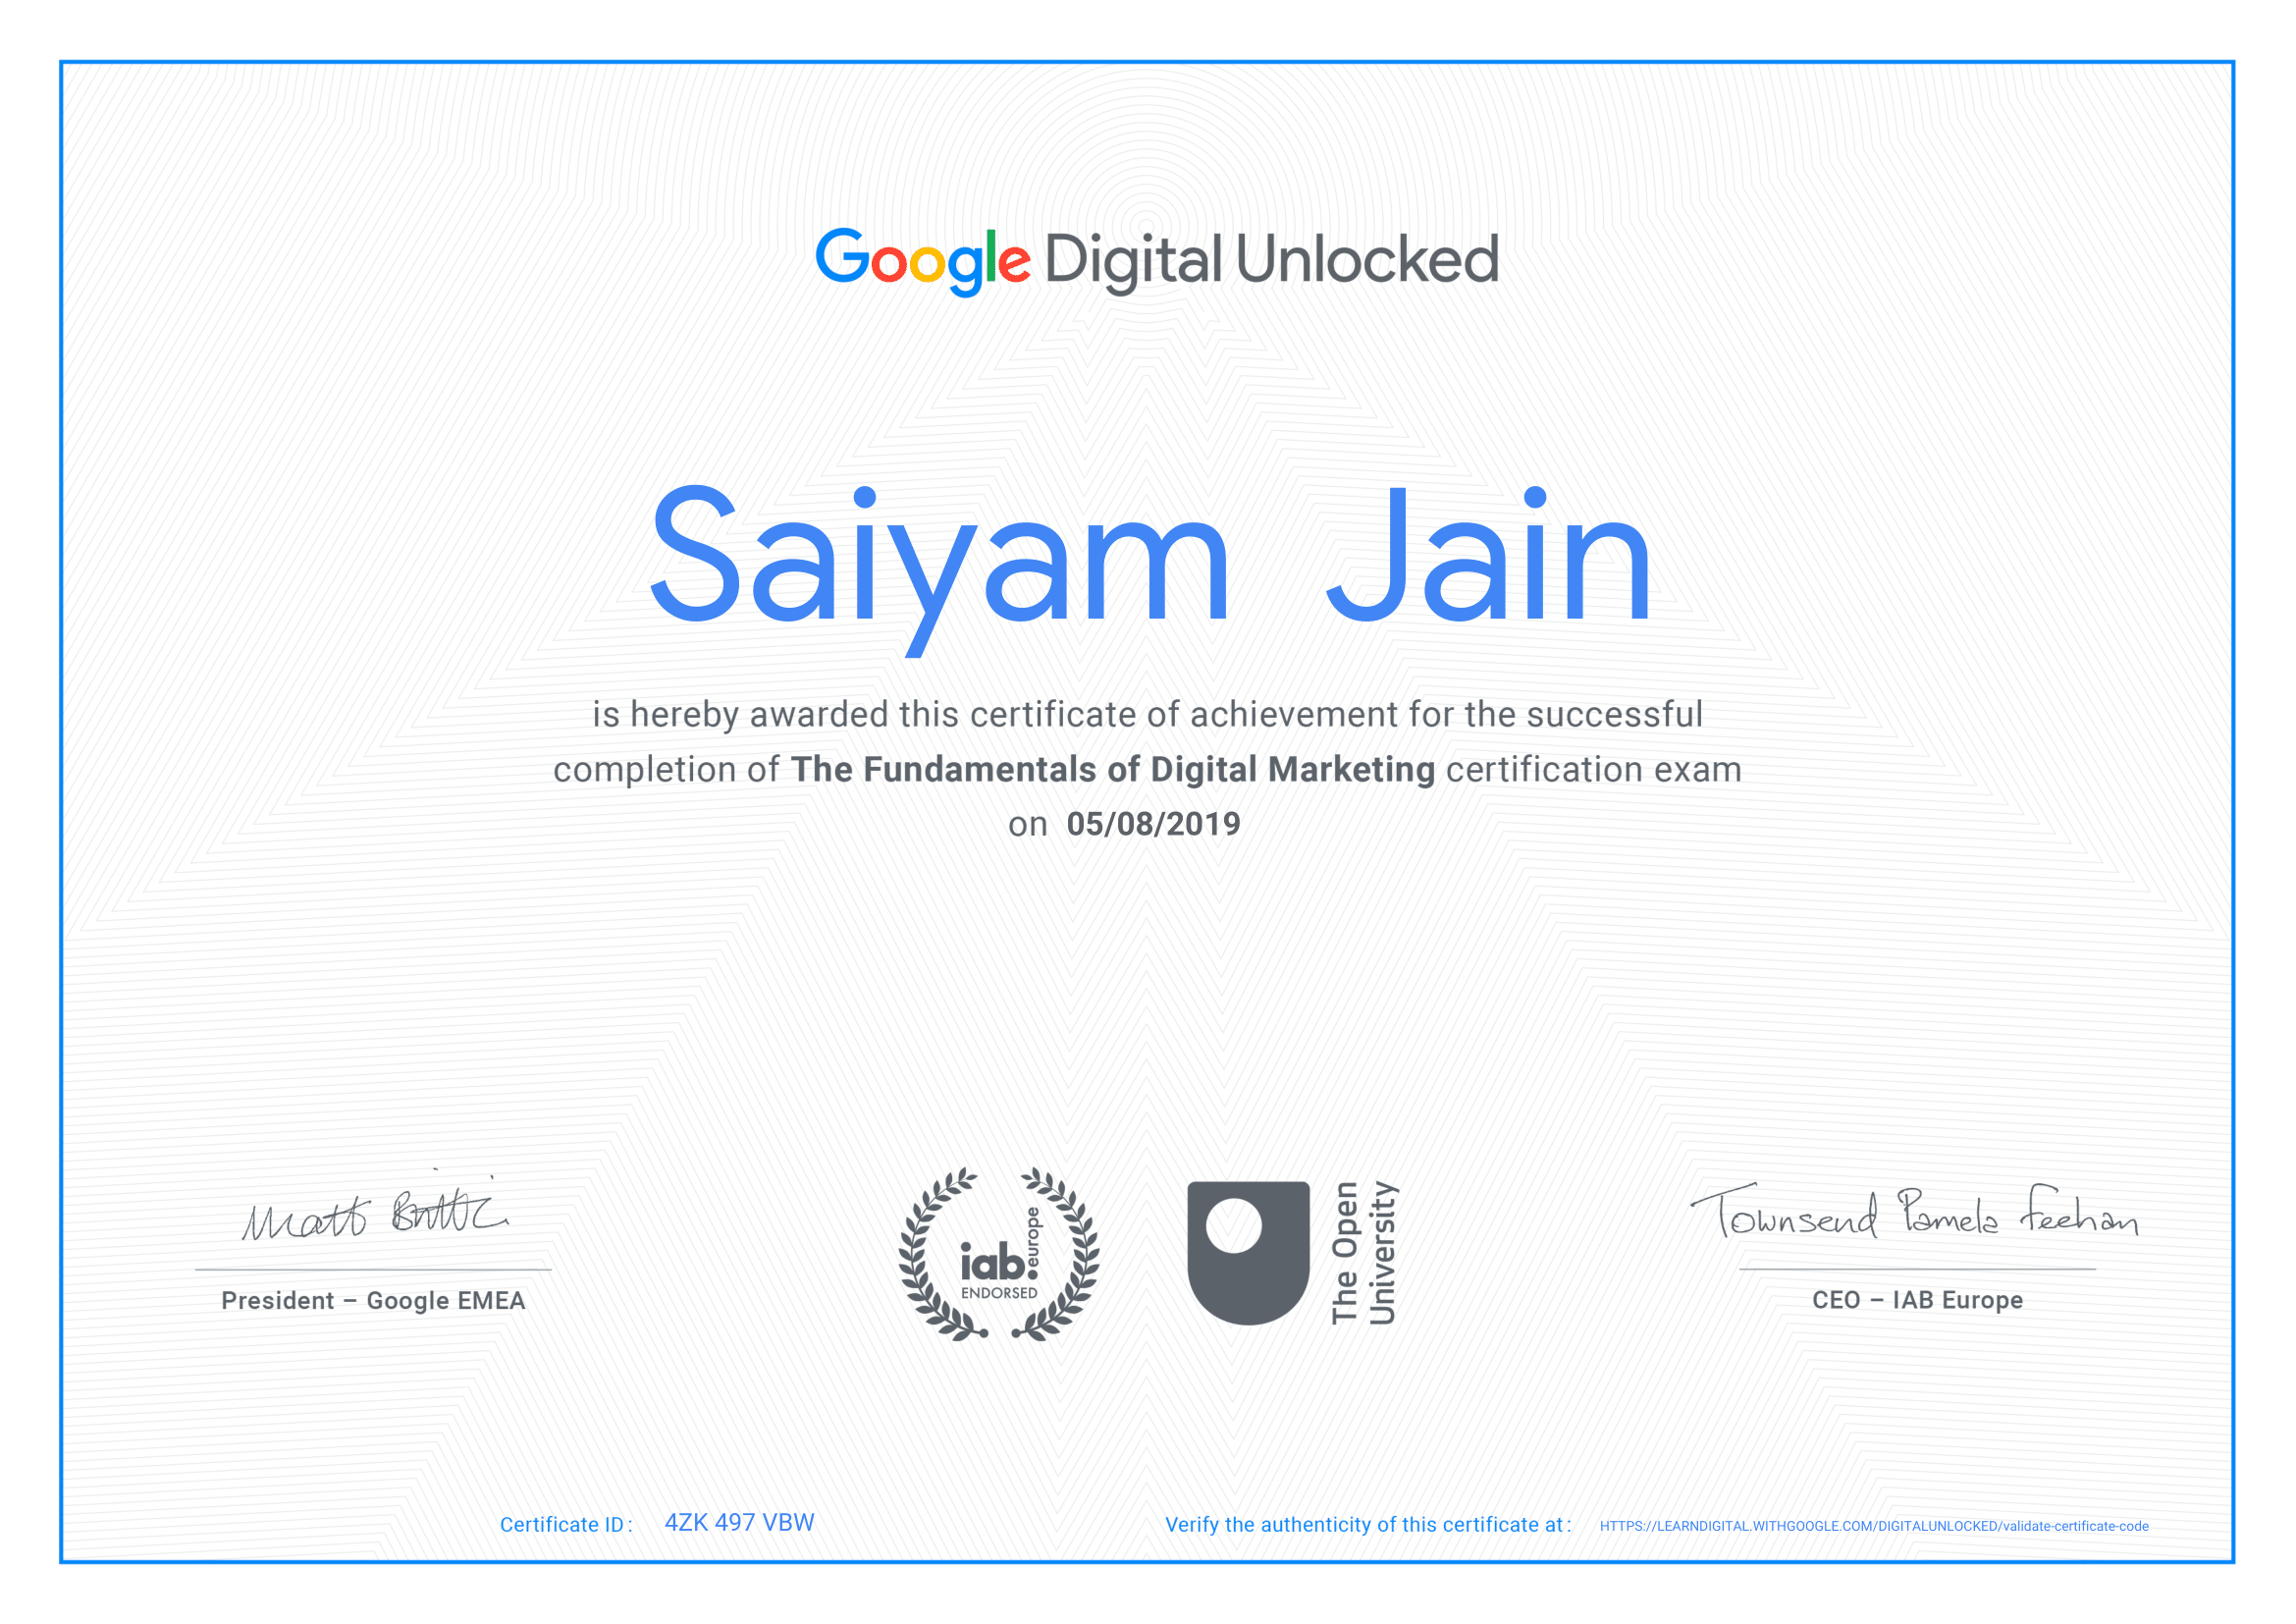 Google Digital Unlocked
Saiyam Jain
is hereby awarded this certificate of achievement for the successful
completion of The Fundamentals of Digital Marketing certification exam
on 05/08/2019
Matt Brittin
President – Google EMEA
iab.europe
ENDORSED
The Open
University
Townsend Pamela Feehan
CEO – IAB Europe
Certificate ID : 4ZK 497 VBW
Verify the authenticity of this certificate at : HTTPS://LEARNDIGITAL.WITHGOOGLE.COM/DIGITALUNLOCKED/validate-certificate-code